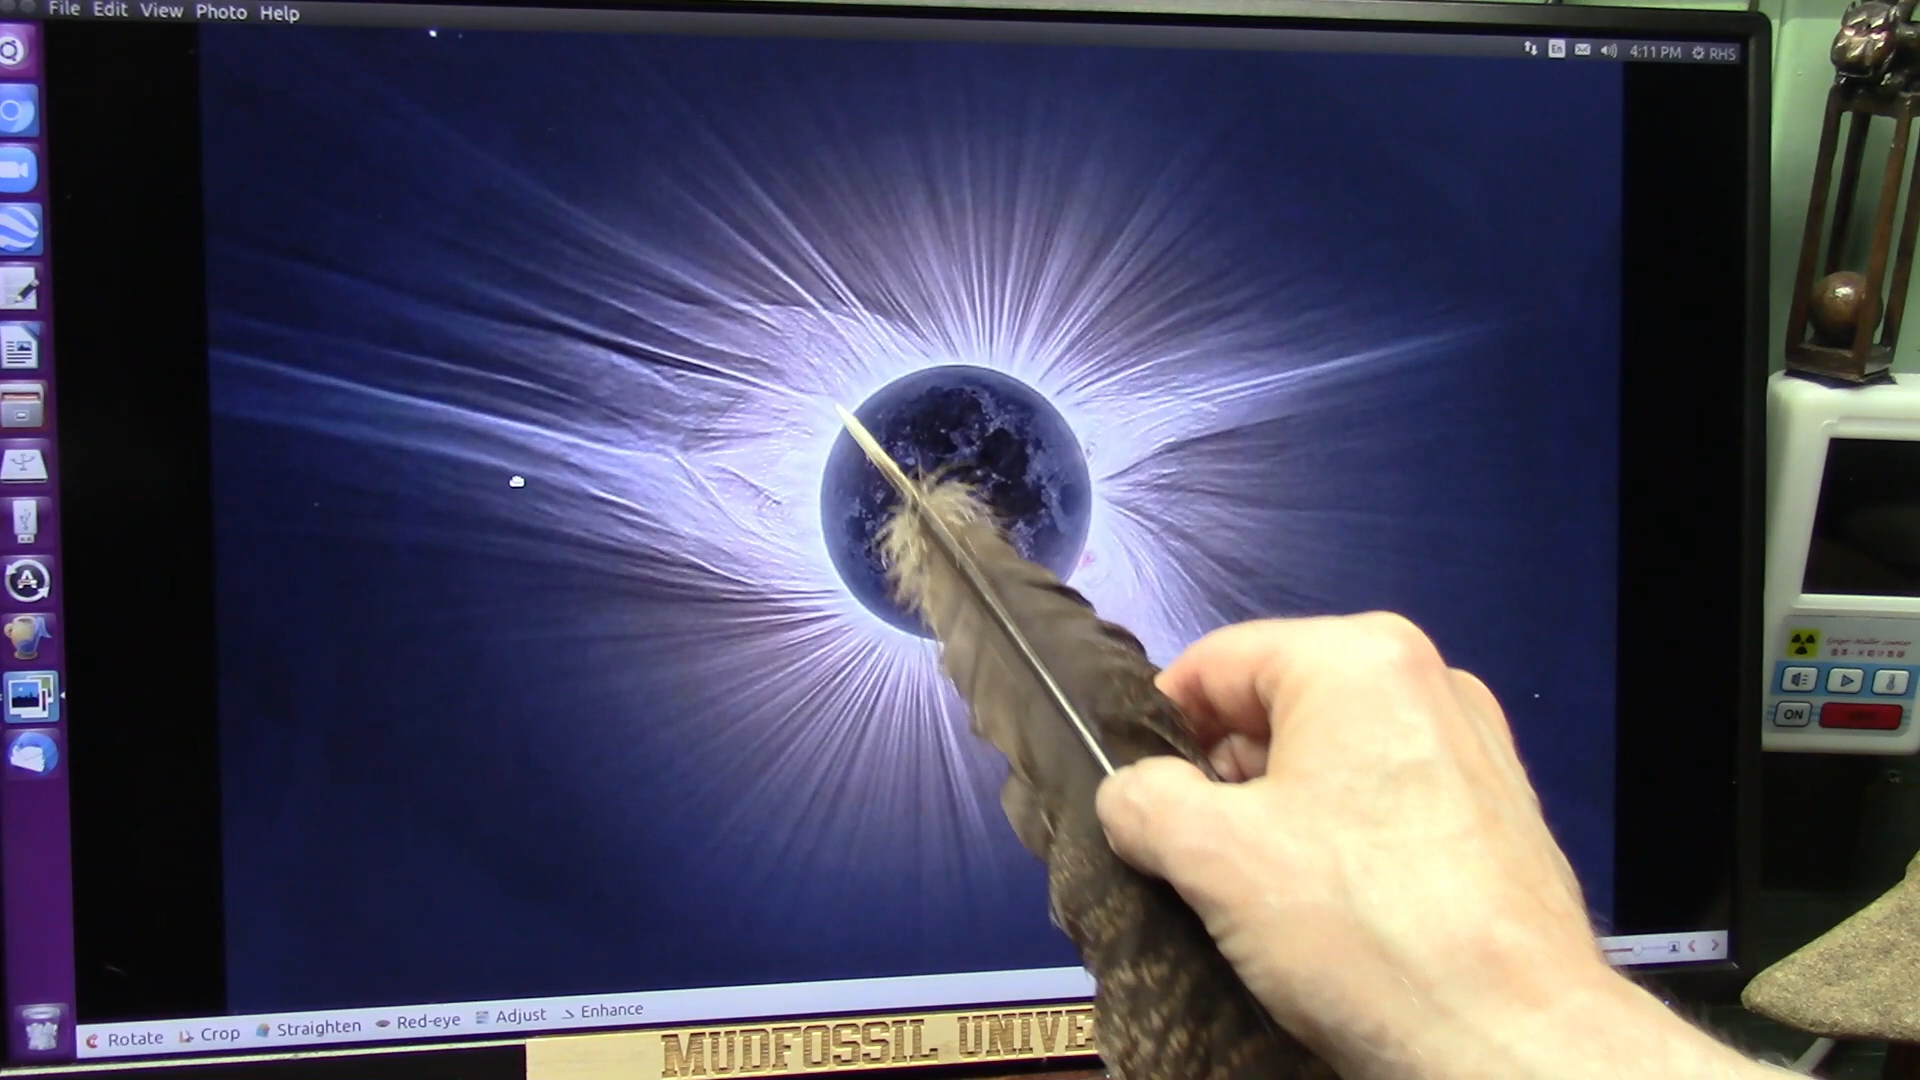 File Edit View Photo Help
En 4:11 PM RHS
ON
Rotate Crop Straighten Red-eye Adjust Enhance
MUDFOSSIL UNIVE